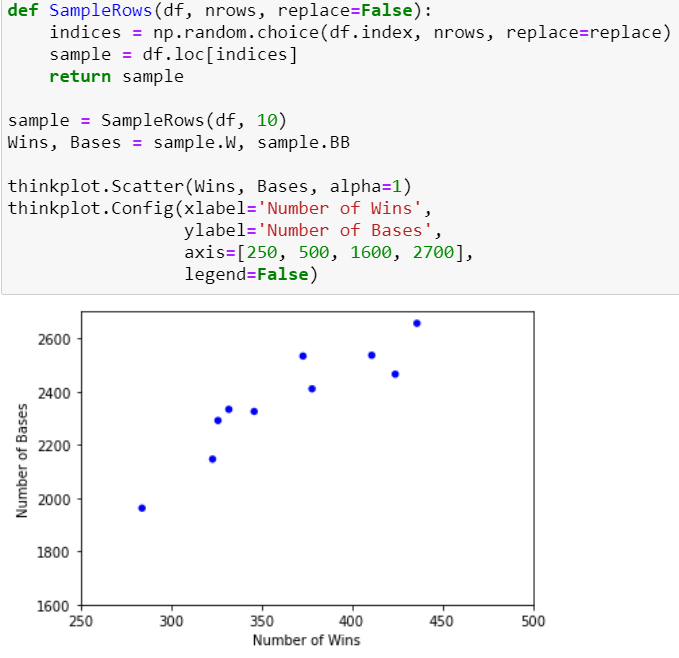 def SampleRows(df, nrows, replace=False):
    indices = np.random.choice(df.index, nrows, replace=replace)
    sample = df.loc[indices]
    return sample

sample = SampleRows(df, 10)
Wins, Bases = sample.W, sample.BB

thinkplot.Scatter(Wins, Bases, alpha=1)
thinkplot.Config(xlabel='Number of Wins',
                 ylabel='Number of Bases',
                 axis=[250, 500, 1600, 2700],
                 legend=False)
Number of Bases
2600
2400
2200
2000
1800
1600
250 300 350 400 450 500
Number of Wins